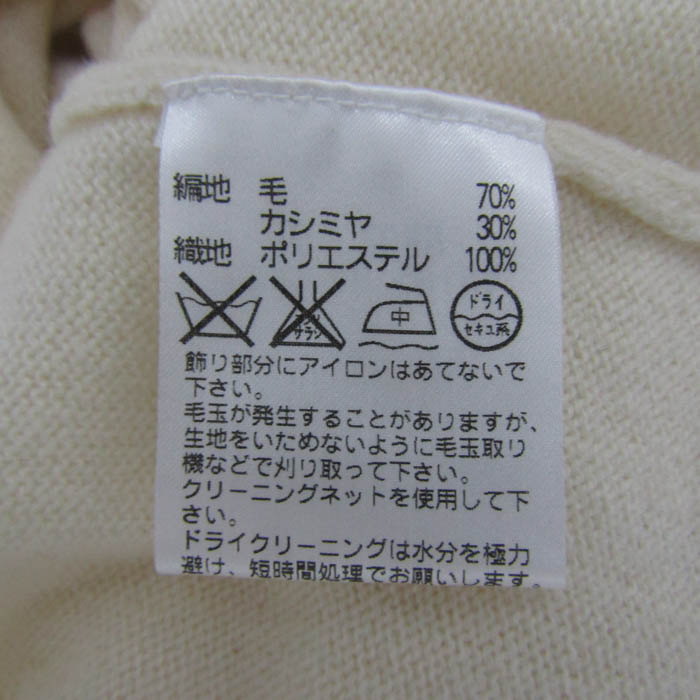 編地 毛 70%
カシミヤ 30%
織地 ポリエステル 100%
エンソ サラシ 中 ドライ セキユ系
飾り部分にアイロンはあてないで
下さい。
毛玉が発生することがありますが、
生地をいためないように毛玉取り
機などで刈り取って下さい。
クリーニングネットを使用して下
さい。
ドライクリーニングは水分を極力
避け、短時間処理でお願いします。